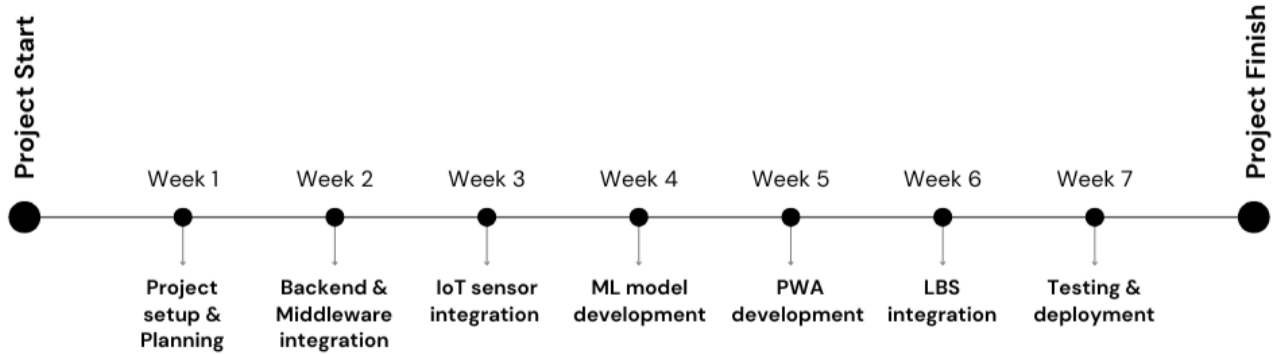 Project Start
Project Finish
Week 1
Week 2
Week 3
Week 4
Week 5
Week 6
Week 7
Project
setup &
Planning
Backend &
Middleware
integration
IoT sensor
integration
ML model
development
PWA
development
LBS
integration
Testing &
deployment